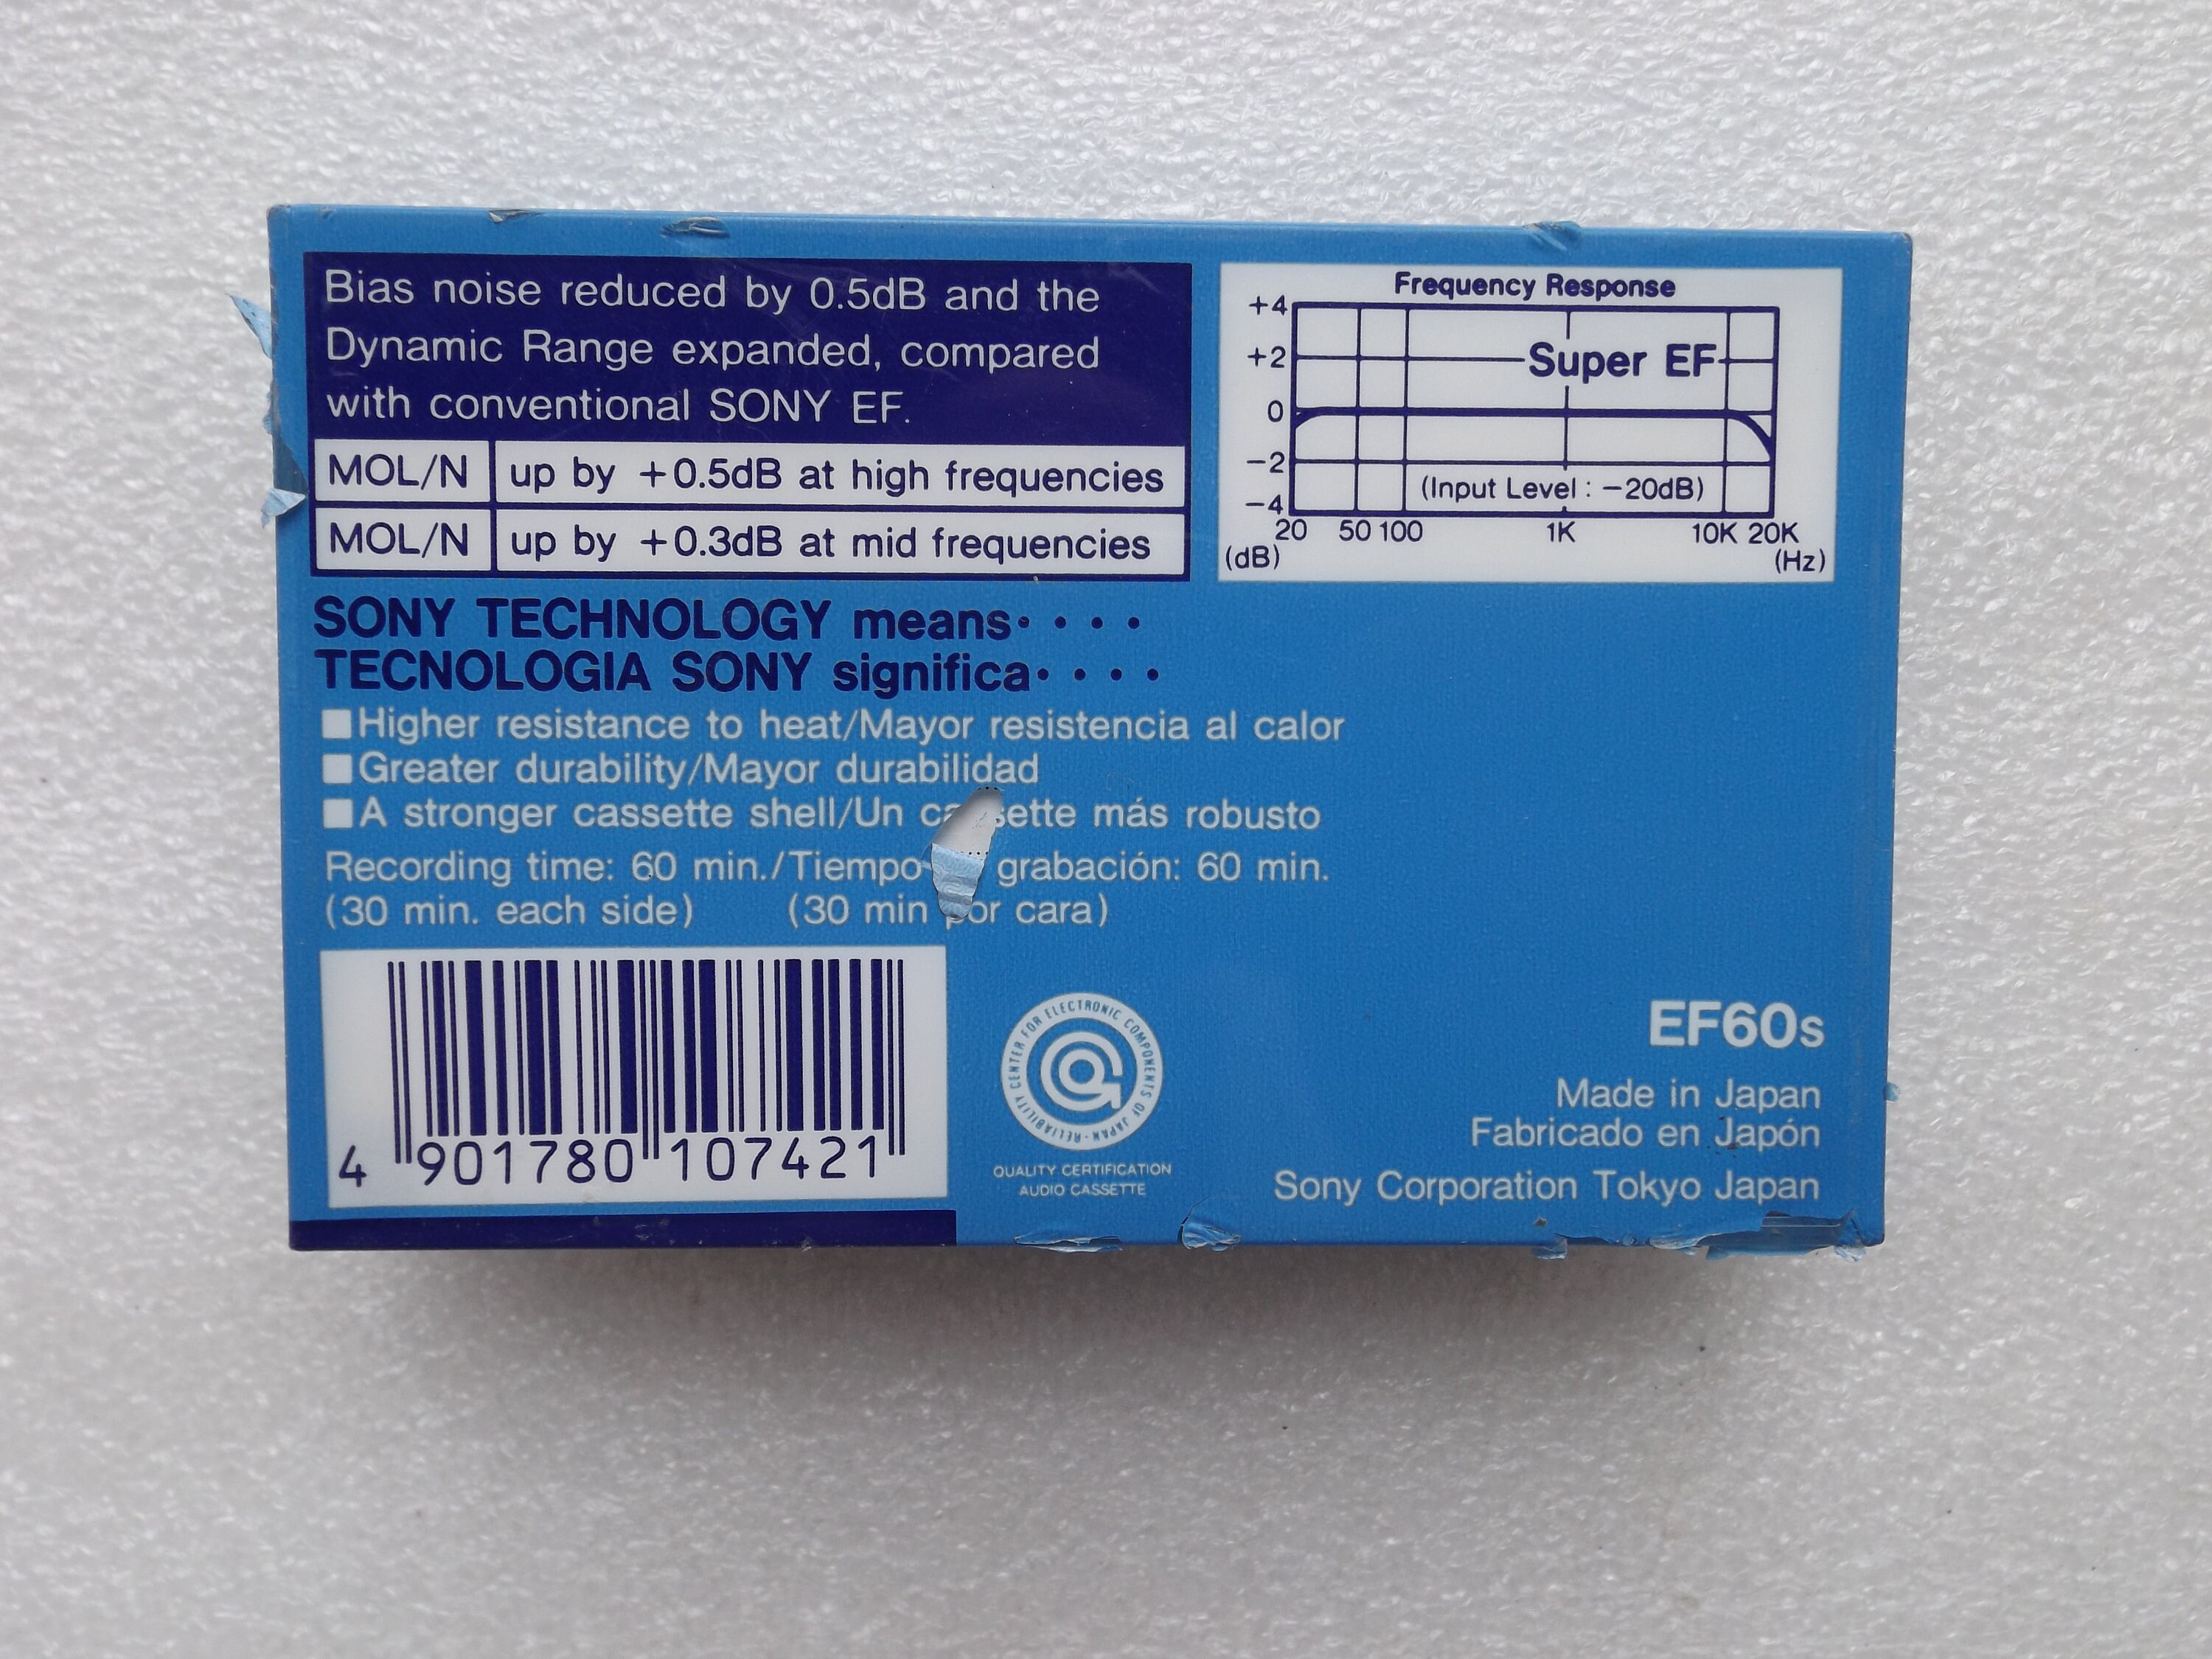 Bias noise reduced by 0.5dB and the
Dynamic Range expanded, compared
with conventional SONY EF.
MOL/N up by +0.5dB at high frequencies
MOL/N up by +0.3dB at mid frequencies
Frequency Response
+4
+2
0
−2
−4
Super EF
(Input Level : −20dB)
20 50 100 1K 10K 20K
(dB) (Hz)
SONY TECHNOLOGY means····
TECNOLOGIA SONY significa····
■Higher resistance to heat/Mayor resistencia al calor
■Greater durability/Mayor durabilidad
■A stronger cassette shell/Un más robusto
Recording time: 60 min./Tiempo grabación: 60 min.
(30 min. each side) (30 min cara)
4 901780 107421
RELIABILITY CENTER FOR ELECTRONIC COMPONENTS OF JAPAN
QUALITY CERTIFICATION
AUDIO CASSETTE
EF60s
Made in Japan
Fabricado en Japón
Sony Corporation Tokyo Japan